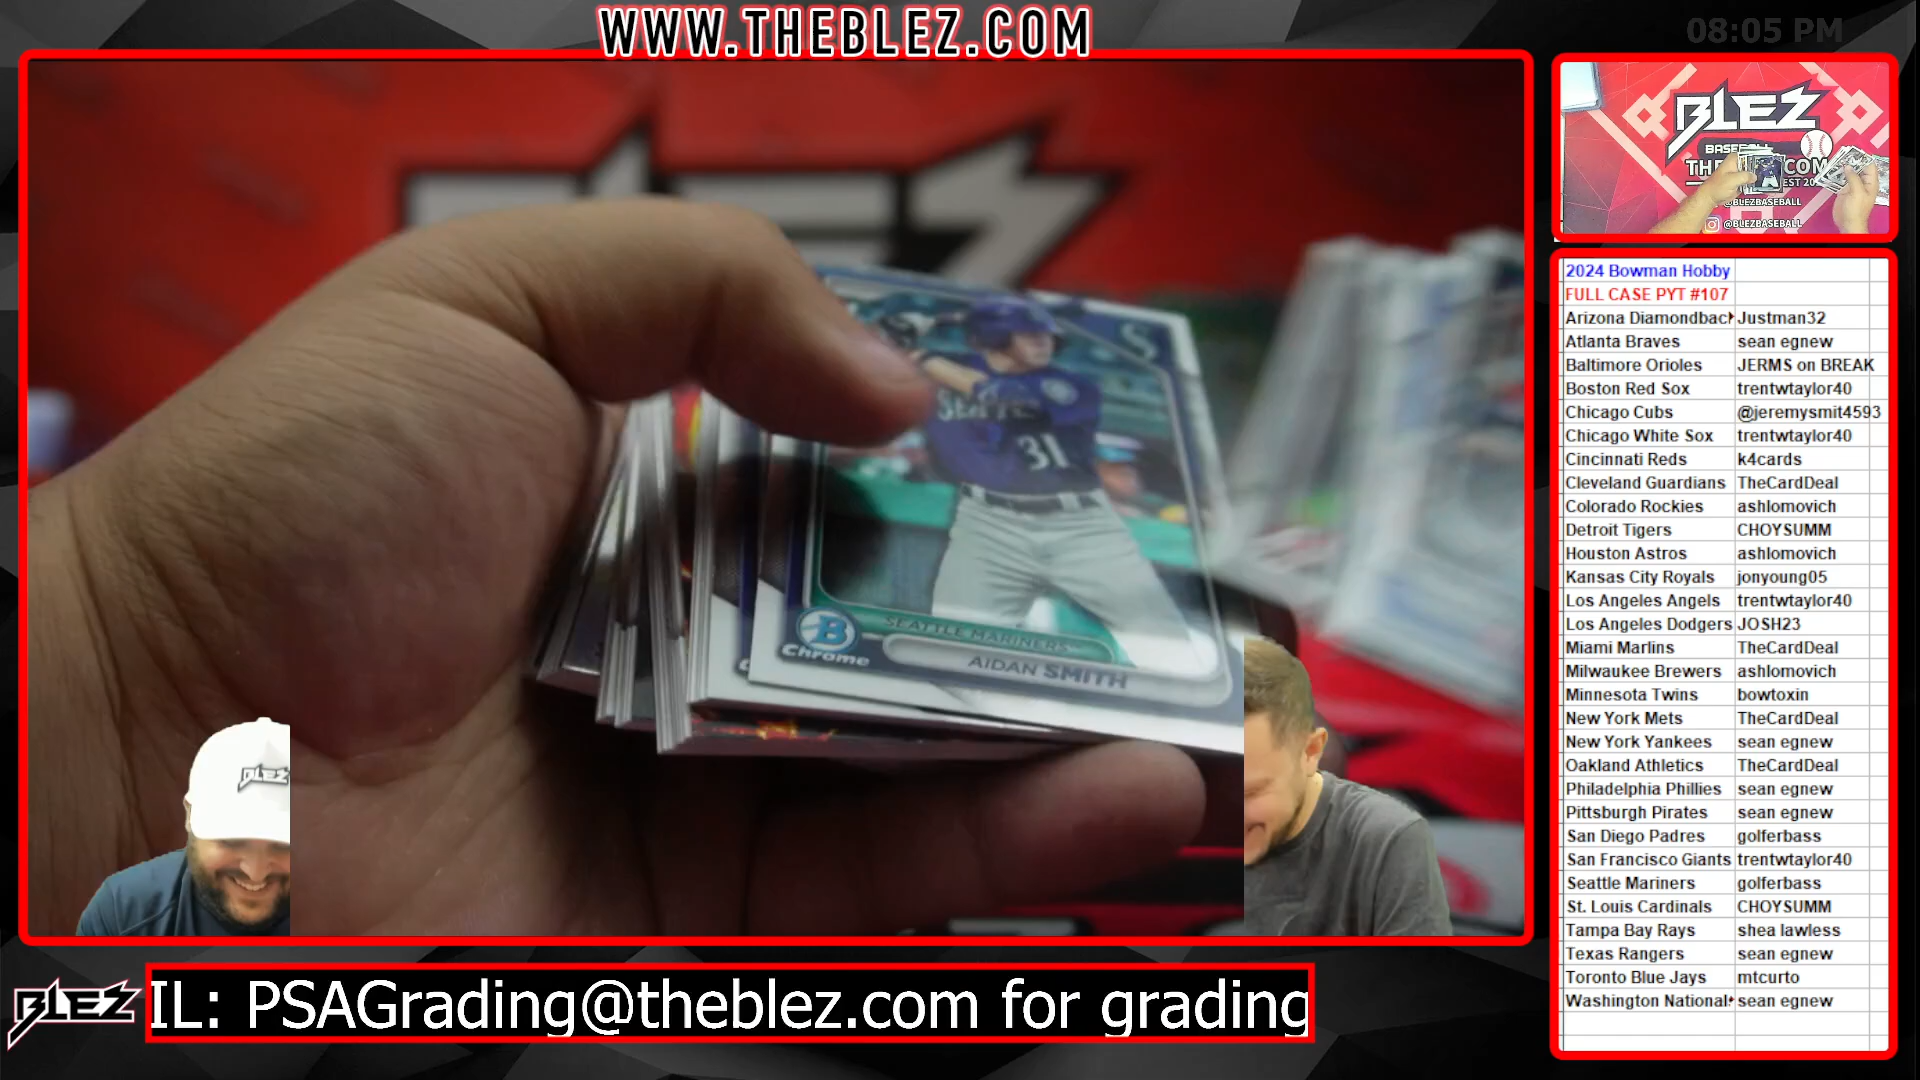 WWW.THEBLEZ.COM
08:05 PM
BLEZ
BASEBALL
@BLEZBASEBALL
@BLEZBASEBALL
S
SEATTLE
31
B
Chrome
SEATTLE MARINERS
AIDAN SMITH
BLEZ
2024 Bowman Hobby
FULL CASE PYT #107
Arizona Diamondback Justman32
Atlanta Braves sean egnew
Baltimore Orioles JERMS on BREAK
Boston Red Sox trentwtaylor40
Chicago Cubs @jeremysmit4593
Chicago White Sox trentwtaylor40
Cincinnati Reds k4cards
Cleveland Guardians TheCardDeal
Colorado Rockies ashlomovich
Detroit Tigers CHOYSUMM
Houston Astros ashlomovich
Kansas City Royals jonyoung05
Los Angeles Angels trentwtaylor40
Los Angeles Dodgers JOSH23
Miami Marlins TheCardDeal
Milwaukee Brewers ashlomovich
Minnesota Twins bowtoxin
New York Mets TheCardDeal
New York Yankees sean egnew
Oakland Athletics TheCardDeal
Philadelphia Phillies sean egnew
Pittsburgh Pirates sean egnew
San Diego Padres golferbass
San Francisco Giants trentwtaylor40
Seattle Mariners golferbass
St. Louis Cardinals CHOYSUMM
Tampa Bay Rays shea lawless
Texas Rangers sean egnew
Toronto Blue Jays mtcurto
Washington National sean egnew
BLEZ
IL: PSAGrading@theblez.com for grading